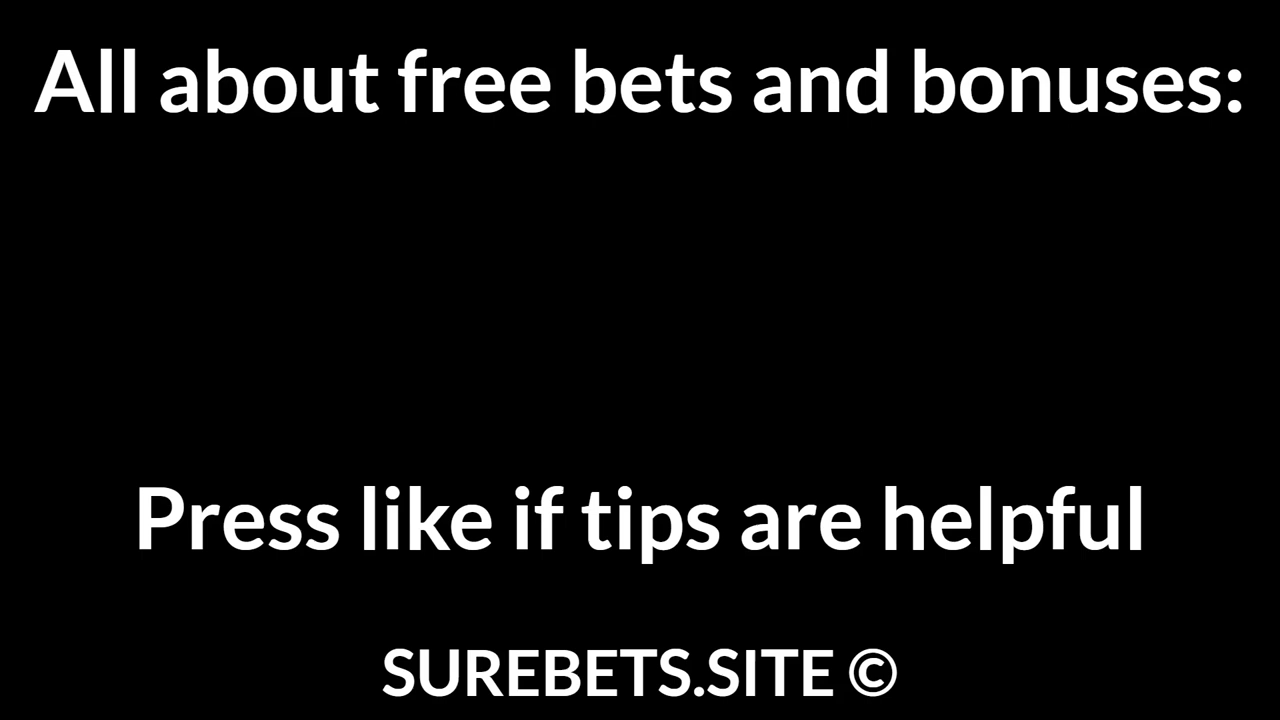 All about free bets and bonuses:
Press like if tips are helpful
SUREBETS.SITE ©